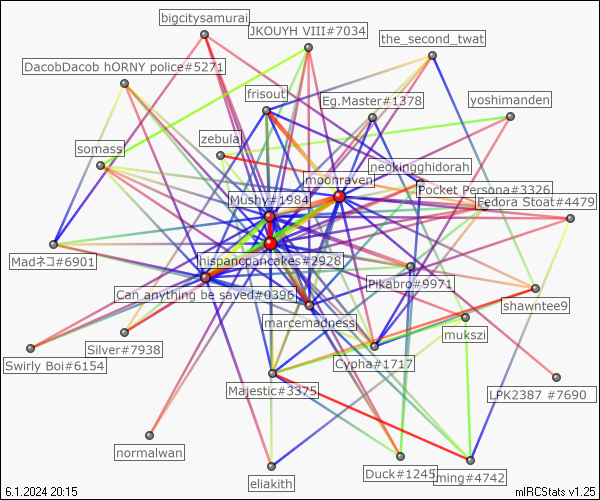 bigcitysamurai
JKOUYH VIII#7034
the_second_twat
DacobDacob hORNY police#5271
frisout
Eg.Master#1378
yoshimanden
zebula
somass
neokingghidorah
moonraven
Pocket Persona#3326
Mushy#1984
Fedora Stoat#4479
Madネコ#6901
hispancpancakes#2928
Pikabro#9971
Can anything be saved#0396
shawntee9
marcemadness
mukszi
Silver#7938
Cypha#1717
Swirly Boi#6154
Majestic#3375
LPK2387 #7690
normalwan
Duck#1245
ming#4742
eliakith
6.1.2024 20:15
mIRCStats v1.25